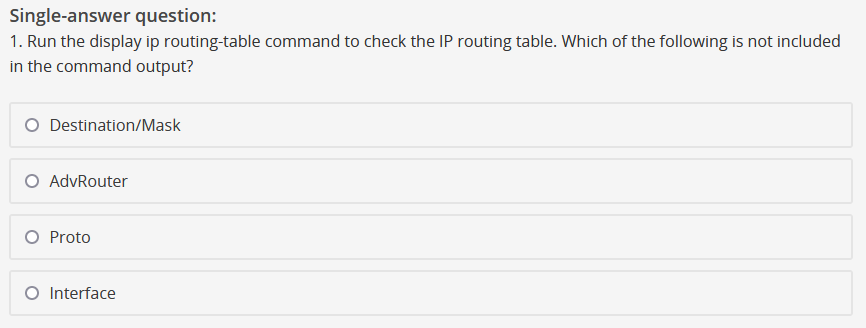 Single-answer question:
1. Run the display ip routing-table command to check the IP routing table. Which of the following is not included
in the command output?
Destination/Mask
AdvRouter
Proto
Interface